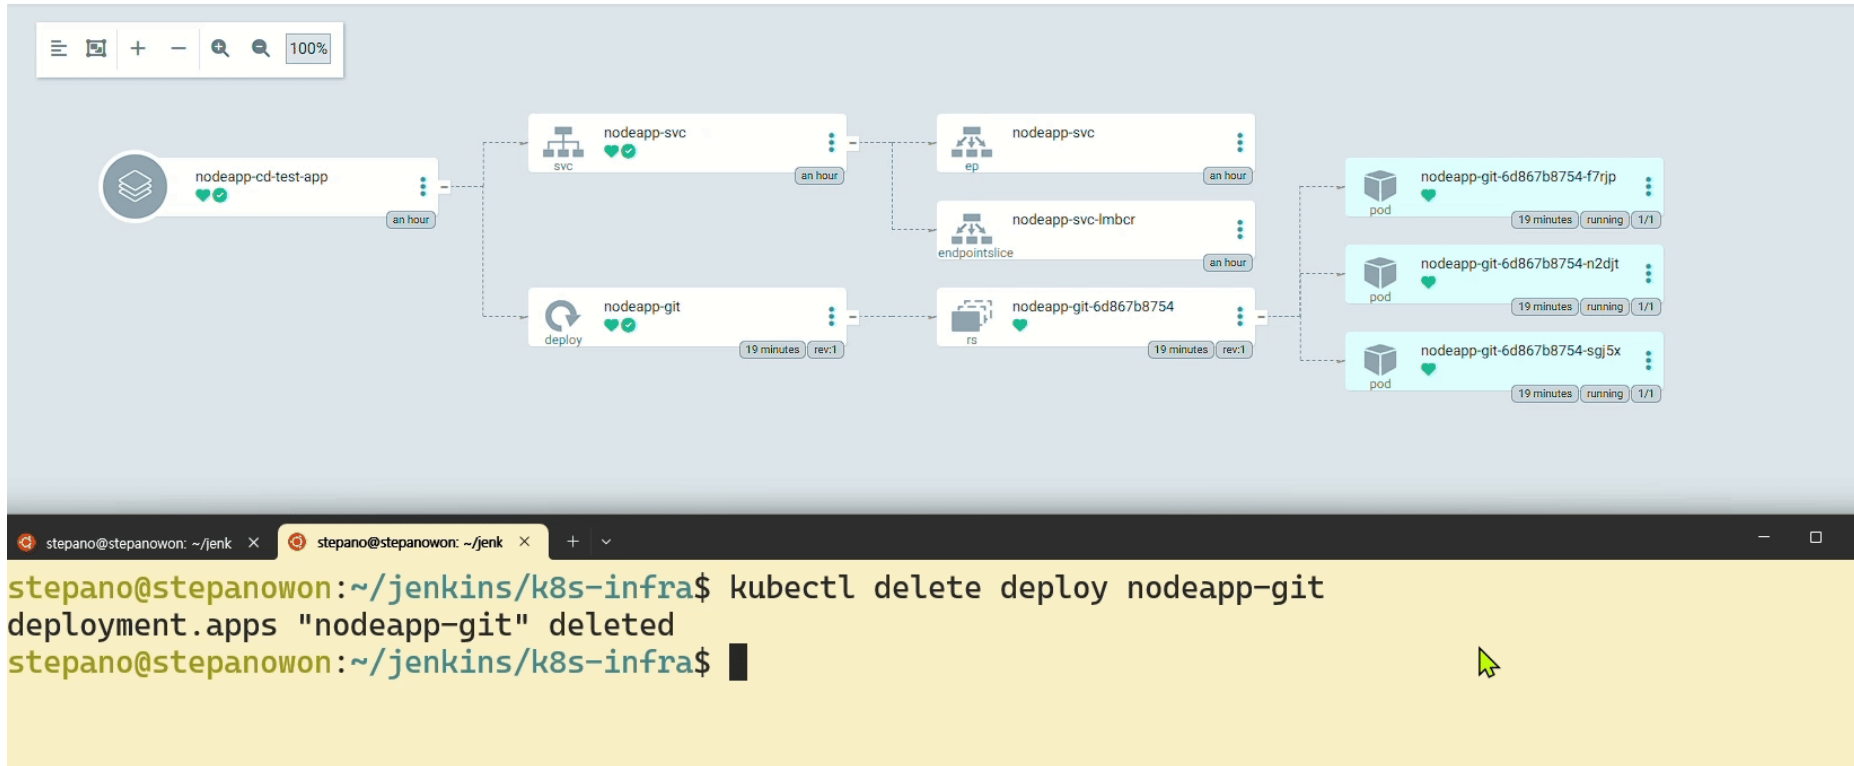 100%
nodeapp-cd-test-app
an hour
nodeapp-svc
svc
an hour
nodeapp-git
deploy
19 minutes rev:1
nodeapp-svc
ep
an hour
nodeapp-svc-lmbcr
endpointslice
an hour
nodeapp-git-6d867b8754
rs
19 minutes rev:1
nodeapp-git-6d867b8754-f7rjp
pod
19 minutes running 1/1
nodeapp-git-6d867b8754-n2djt
pod
19 minutes running 1/1
nodeapp-git-6d867b8754-sgj5x
pod
19 minutes running 1/1
stepano@stepanowon: ~/jenk
stepano@stepanowon: ~/jenk
stepano@stepanowon:~/jenkins/k8s-infra$ kubectl delete deploy nodeapp-git
deployment.apps "nodeapp-git" deleted
stepano@stepanowon:~/jenkins/k8s-infra$